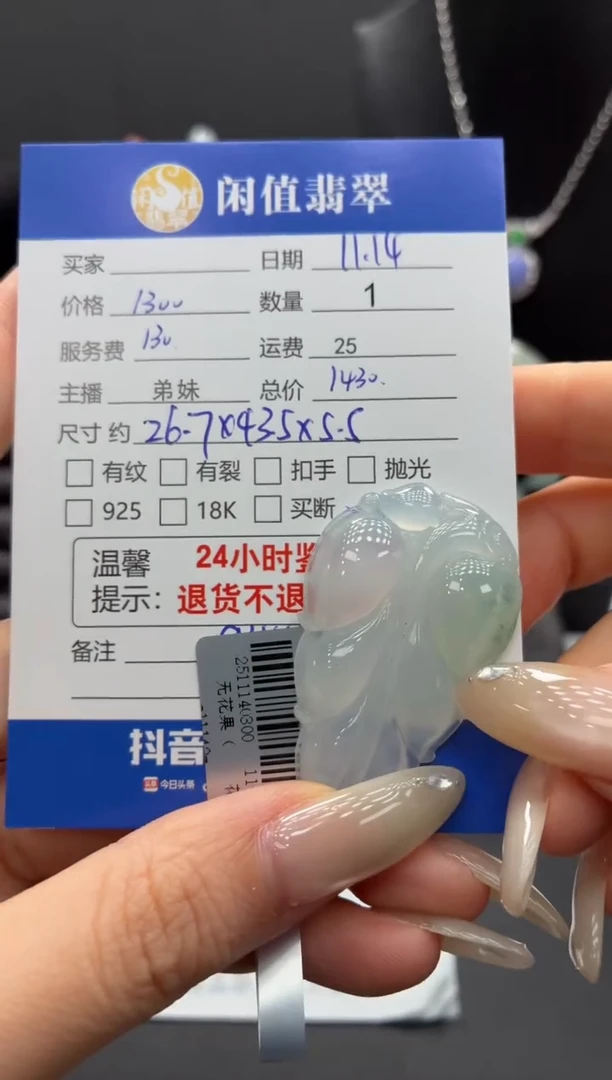 闲值翡翠
买家 日期 11.14
价格 1300 数量 1
服务费 130. 运费 25
主播 弟妹 总价 1430.
尺寸 约 26.7x435x5.5
有纹 有裂 扣手 抛光
925 18K 买断
温馨 24小时鉴
提示: 退货不退
备注
2511140300
无花果（
抖音
今日头条